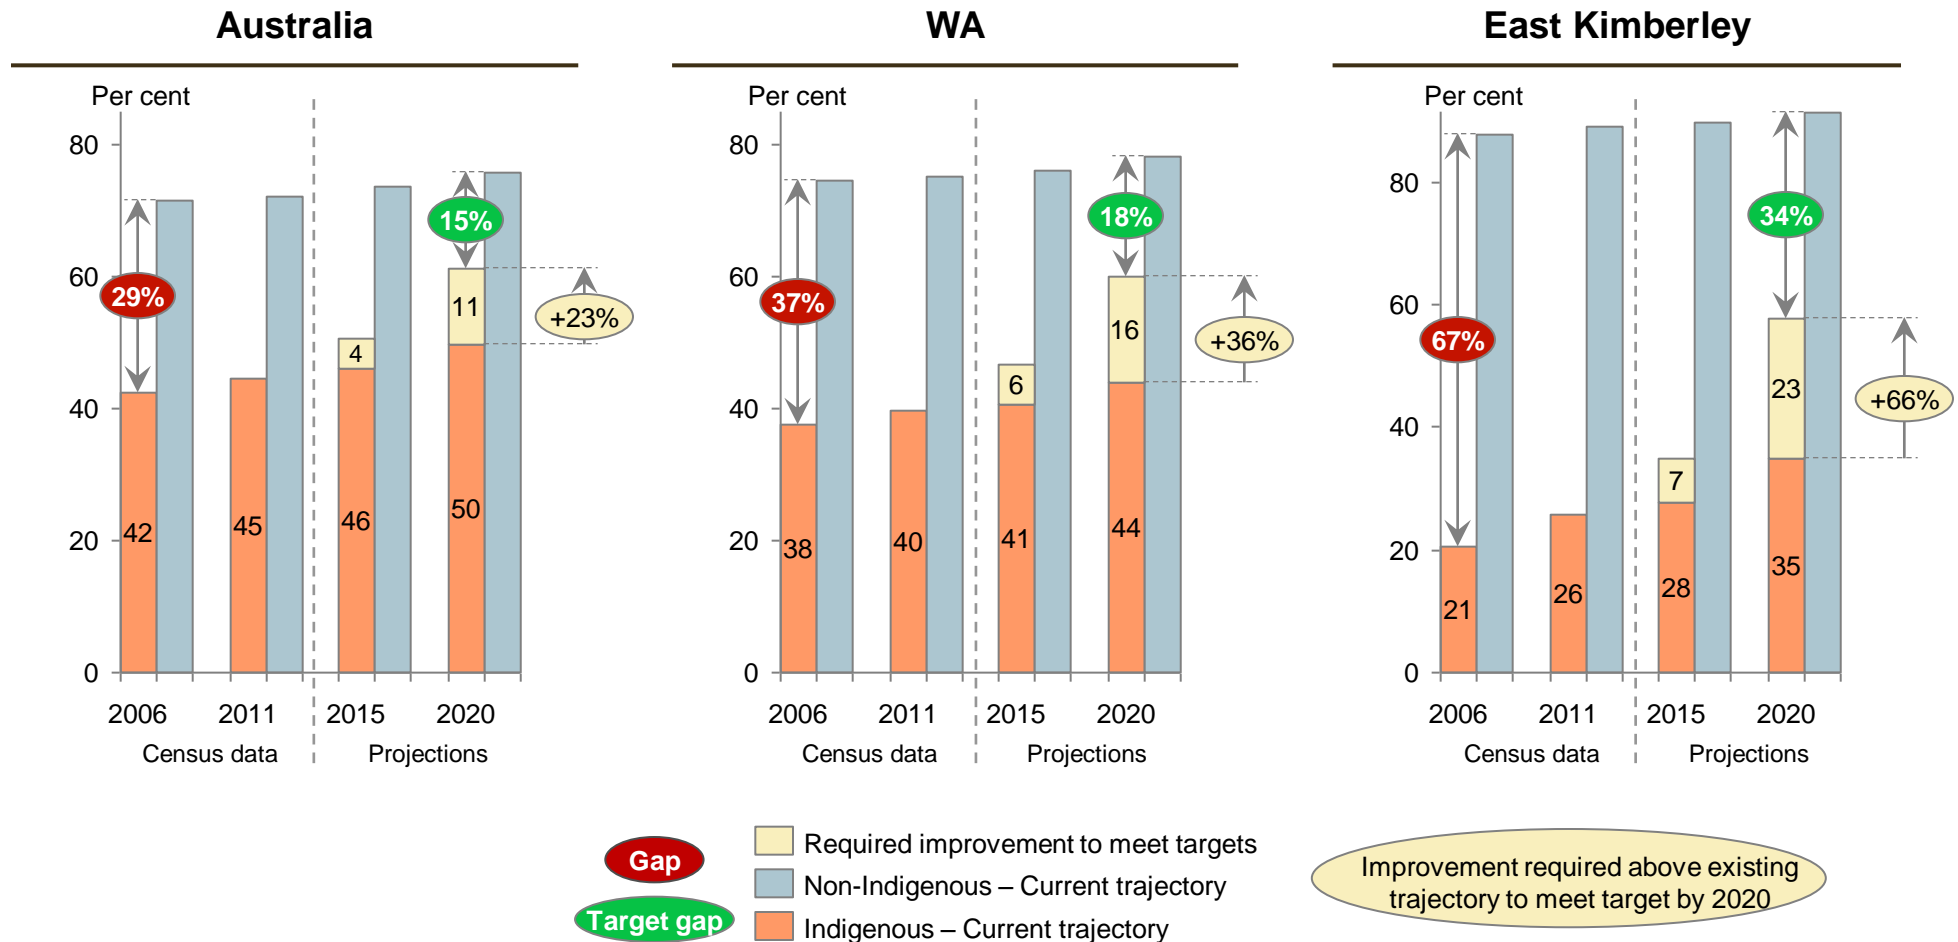 Australia
Per cent
80
60
40
20
0
29%
15%
+23%
42
45
4
46
11
50
2006 2011 2015 2020
Census data Projections
WA
Per cent
80
60
40
20
0
37%
18%
+36%
38
40
6
41
16
44
2006 2011 2015 2020
Census data Projections
East Kimberley
Per cent
80
60
40
20
0
67%
34%
+66%
21
26
7
28
23
35
2006 2011 2015 2020
Census data Projections
Gap
Target gap
Required improvement to meet targets
Non-Indigenous – Current trajectory
Indigenous – Current trajectory
Improvement required above existing
trajectory to meet target by 2020